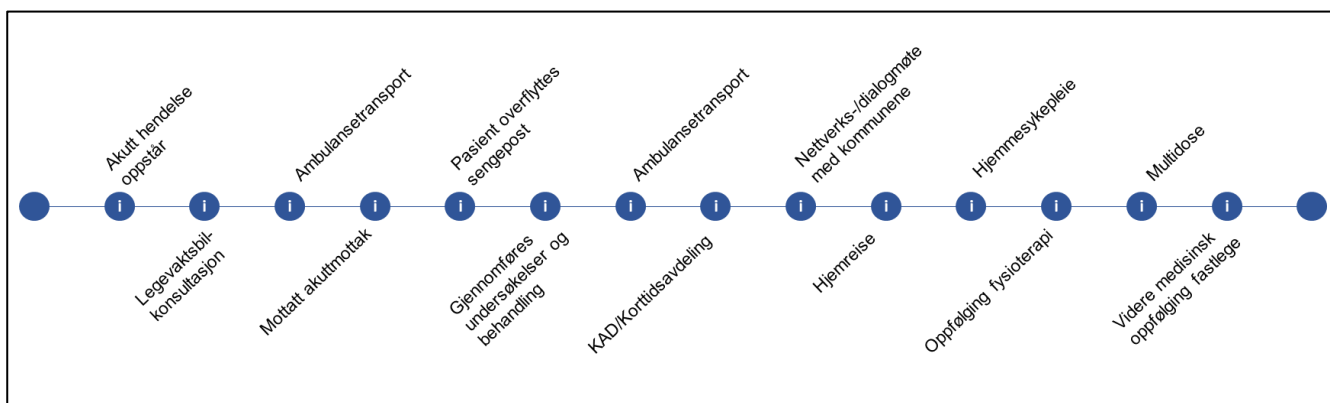 Akutt hendelse
oppstår
Legevaktsbil-
konsultasjon
Ambulansetransport
Mottatt akuttmottak
Pasient overflyttes
sengepost
Gjennomføres
undersøkelser og
behandling
Ambulansetransport
KAD/Korttidsavdeling
Nettverks-/dialogmøte
med kommunene
Hjemreise
Hjemmesykepleie
Oppfølging fysioterapi
Multidose
Videre medisinsk
oppfølging fastlege
i
i
i
i
i
i
i
i
i
i
i
i
i
i